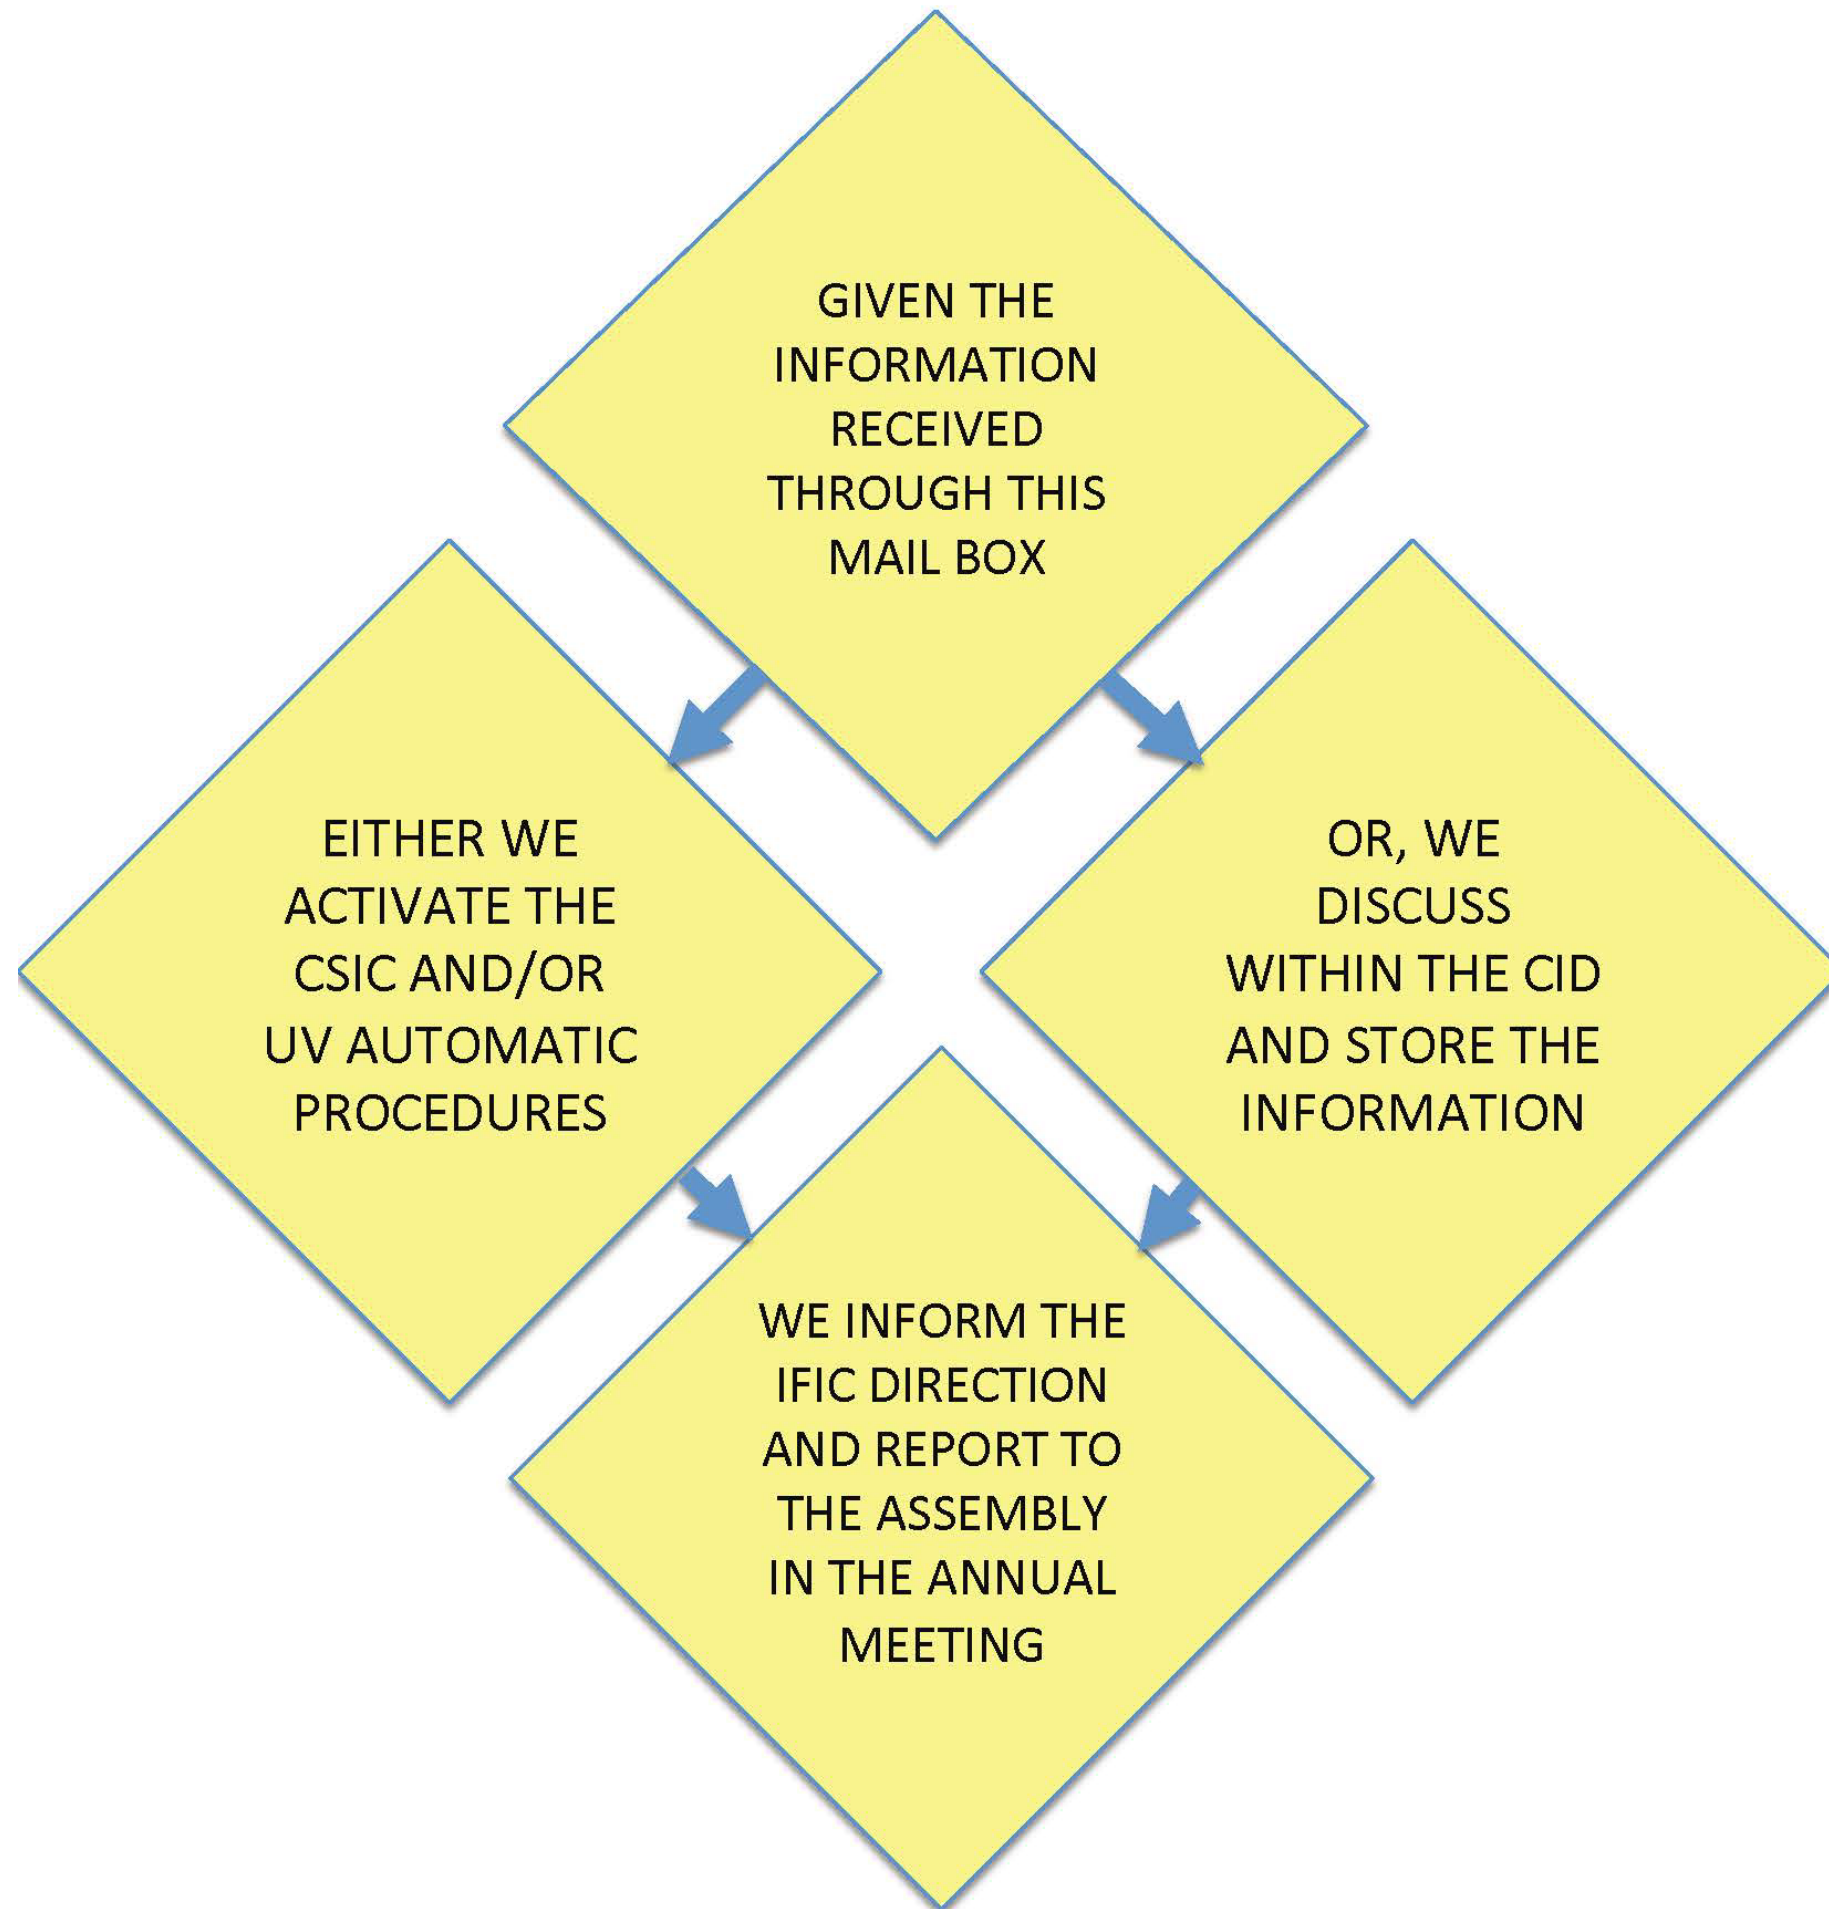 GIVEN THE
INFORMATION
RECEIVED
THROUGH THIS
MAIL BOX
EITHER WE
ACTIVATE THE
CSIC AND/OR
UV AUTOMATIC
PROCEDURES
OR, WE
DISCUSS
WITHIN THE CID
AND STORE THE
INFORMATION
WE INFORM THE
IFIC DIRECTION
AND REPORT TO
THE ASSEMBLY
IN THE ANNUAL
MEETING